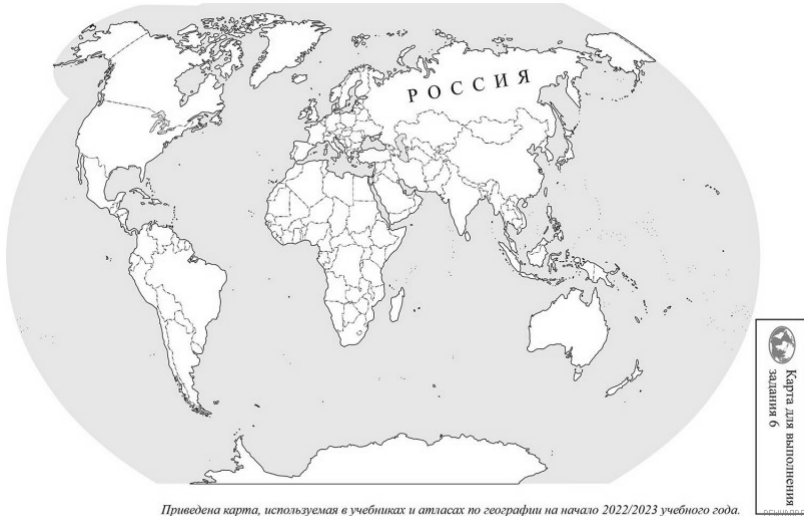 РОССИЯ
Карта для выполнения
задания 6
Приведена карта, используемая в учебниках и атласах по географии на начало 2022/2023 учебного года.